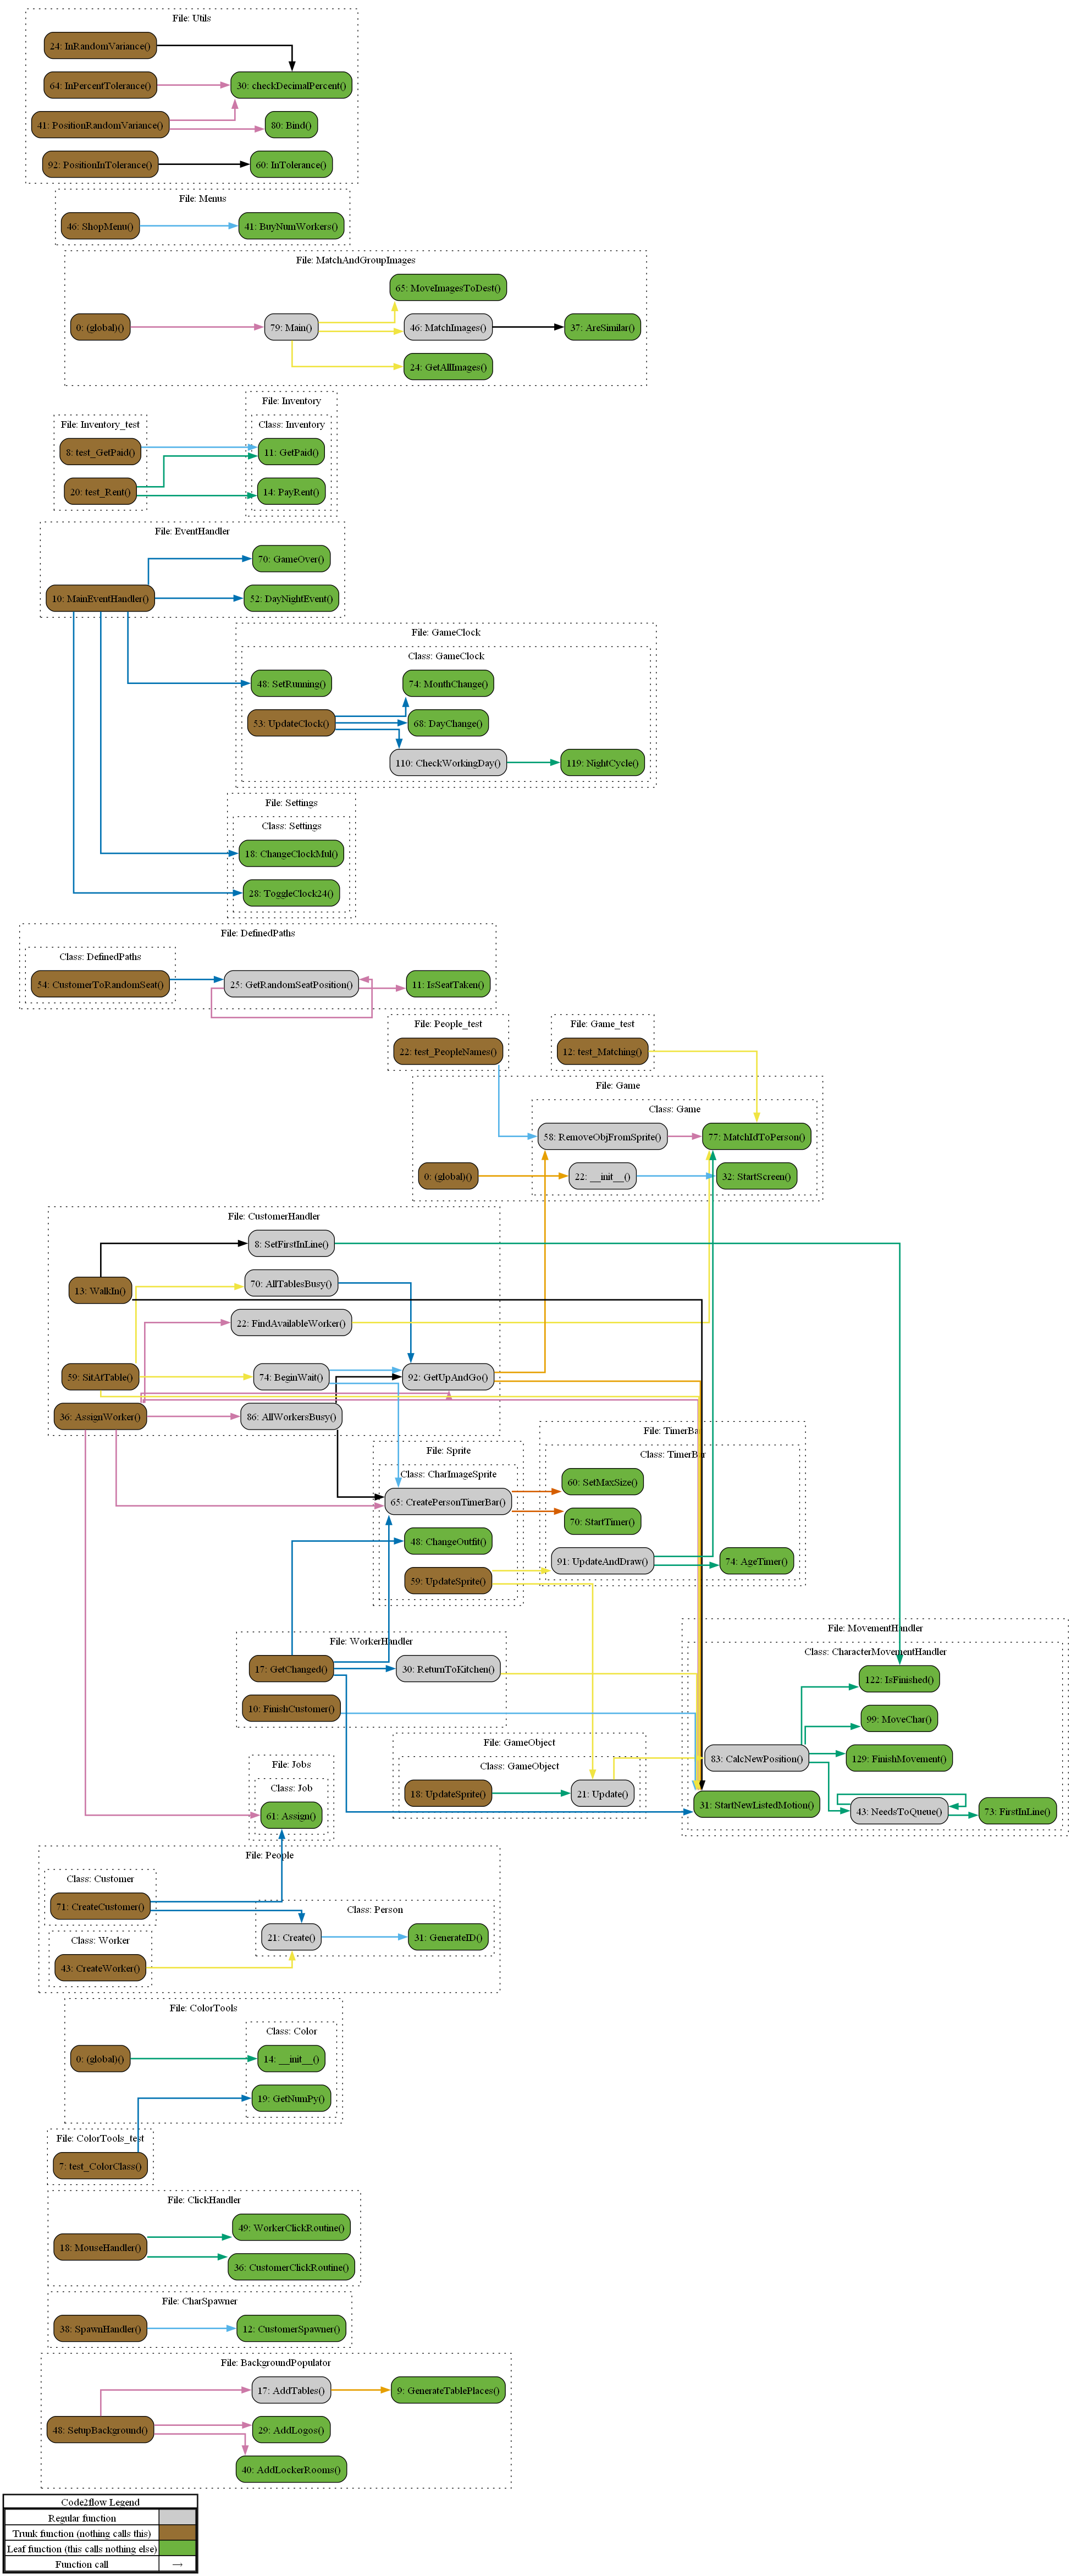 File: Utils
24: InRandomVariance()
64: InPercentTolerance()
30: checkDecimalPercent()
41: PositionRandomVariance()
80: Bind()
92: PositionInTolerance()
60: InTolerance()
File: Menus
46: ShopMenu()
41: BuyNumWorkers()
File: MatchAndGroupImages
65: MoveImagesToDest()
0: (global)()
79: Main()
46: MatchImages()
37: AreSimilar()
24: GetAllImages()
File: Inventory
File: Inventory_test
Class: Inventory
8: test_GetPaid()
11: GetPaid()
20: test_Rent()
14: PayRent()
File: EventHandler
70: GameOver()
10: MainEventHandler()
52: DayNightEvent()
File: GameClock
Class: GameClock
48: SetRunning()
74: MonthChange()
53: UpdateClock()
68: DayChange()
110: CheckWorkingDay()
119: NightCycle()
File: Settings
Class: Settings
18: ChangeClockMul()
28: ToggleClock24()
File: DefinedPaths
Class: DefinedPaths
54: CustomerToRandomSeat()
25: GetRandomSeatPosition()
11: IsSeatTaken()
File: People_test
File: Game_test
22: test_PeopleNames()
12: test_Matching()
File: Game
Class: Game
58: RemoveObjFromSprite()
77: MatchIdToPerson()
0: (global)()
22: __init__()
32: StartScreen()
File: CustomerHandler
8: SetFirstInLine()
13: WalkIn()
70: AllTablesBusy()
22: FindAvailableWorker()
59: SitAtTable()
74: BeginWait()
92: GetUpAndGo()
36: AssignWorker()
86: AllWorkersBusy()
File: TimerBar
File: Sprite
Class: TimerBar
Class: CharImageSprite
60: SetMaxSize()
65: CreatePersonTimerBar()
70: StartTimer()
48: ChangeOutfit()
91: UpdateAndDraw()
74: AgeTimer()
59: UpdateSprite()
File: MovementHandler
File: WorkerHandler
Class: CharacterMovementHandler
17: GetChanged()
30: ReturnToKitchen()
122: IsFinished()
10: FinishCustomer()
99: MoveChar()
File: GameObject
83: CalcNewPosition()
129: FinishMovement()
File: Jobs
Class: GameObject
Class: Job
18: UpdateSprite()
21: Update()
31: StartNewListedMotion()
43: NeedsToQueue()
73: FirstInLine()
61: Assign()
File: People
Class: Customer
71: CreateCustomer()
Class: Person
21: Create()
31: GenerateID()
Class: Worker
43: CreateWorker()
File: ColorTools
Class: Color
0: (global)()
14: __init__()
19: GetNumPy()
File: ColorTools_test
7: test_ColorClass()
File: ClickHandler
49: WorkerClickRoutine()
18: MouseHandler()
36: CustomerClickRoutine()
File: CharSpawner
38: SpawnHandler()
12: CustomerSpawner()
File: BackgroundPopulator
17: AddTables()
9: GenerateTablePlaces()
48: SetupBackground()
29: AddLogos()
40: AddLockerRooms()
Code2flow Legend
Regular function
Trunk function (nothing calls this)
Leaf function (this calls nothing else)
Function call →